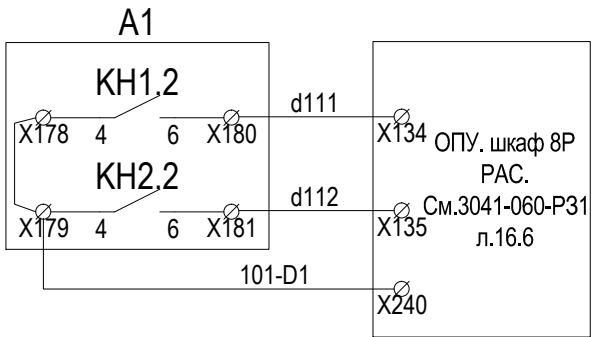 A1
KH1.2
d111
X178 4 6 X180
X134
ОПУ. шкаф 8Р
РАС.
См.3041-060-РЗ1
л.16.6
KH2.2
d112
X179 4 6 X181
X135
101-D1
X240